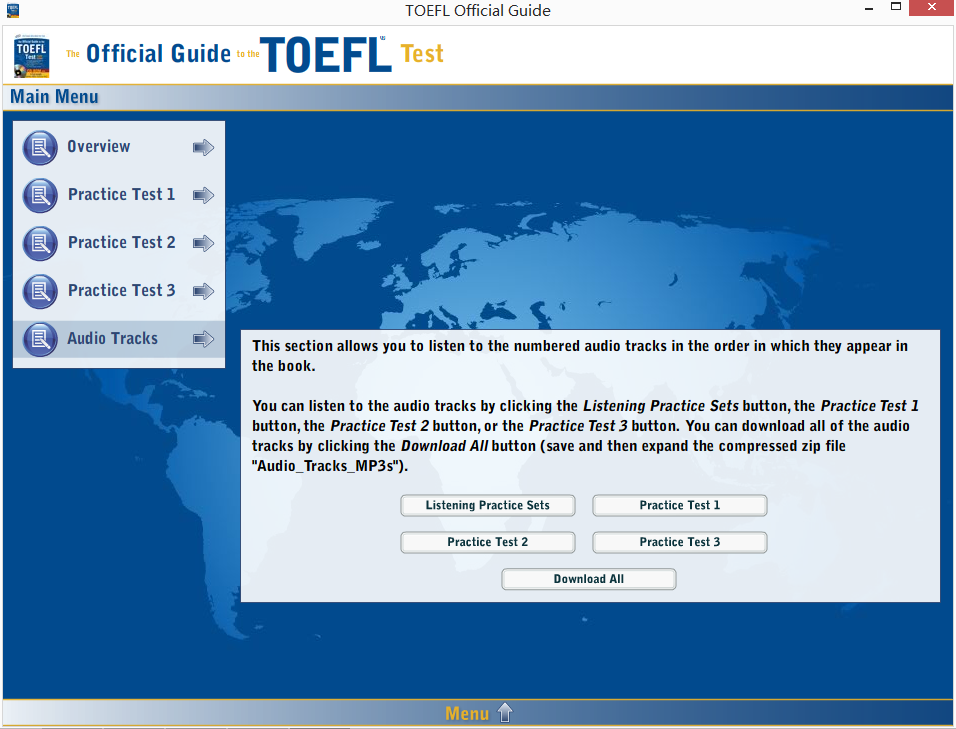 TOEFL Official Guide
The Official Guide to the TOEFL Test
Main Menu
Overview
Practice Test 1
Practice Test 2
Practice Test 3
Audio Tracks
This section allows you to listen to the numbered audio tracks in the order in which they appear in
the book.
You can listen to the audio tracks by clicking the Listening Practice Sets button, the Practice Test 1
button, the Practice Test 2 button, or the Practice Test 3 button. You can download all of the audio
tracks by clicking the Download All button (save and then expand the compressed zip file
"Audio_Tracks_MP3s").
Listening Practice Sets
Practice Test 1
Practice Test 2
Practice Test 3
Download All
Menu